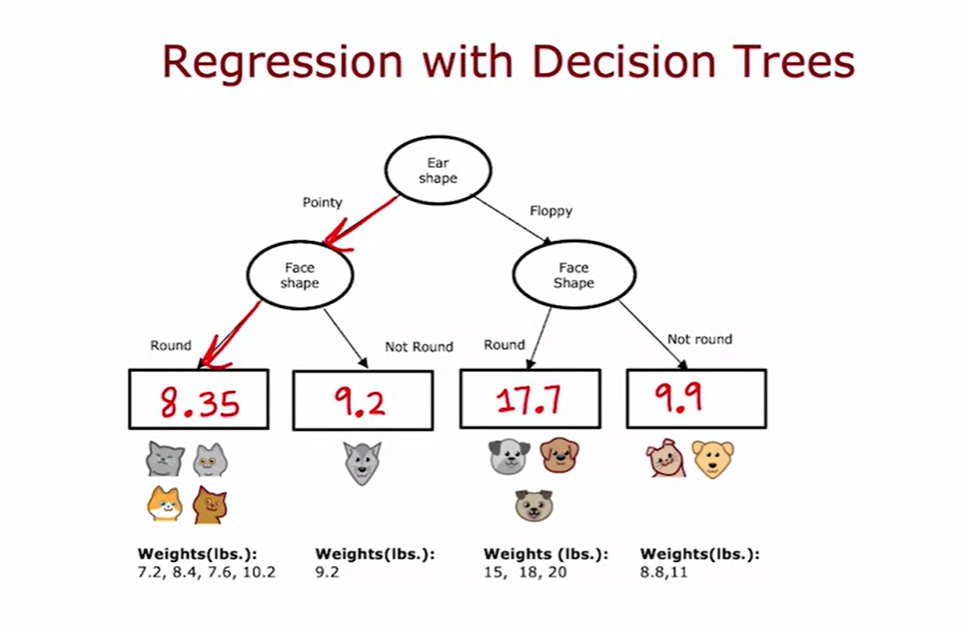 Regression with Decision Trees
Ear
shape
Pointy
Floppy
Face
shape
Face
Shape
Round
Not Round
Round
Not round
8.35
9.2
17.7
9.9
Weights(lbs.):
7.2, 8.4, 7.6, 10.2
Weights(lbs.):
9.2
Weights (lbs.):
15, 18, 20
Weights(lbs.):
8.8,11